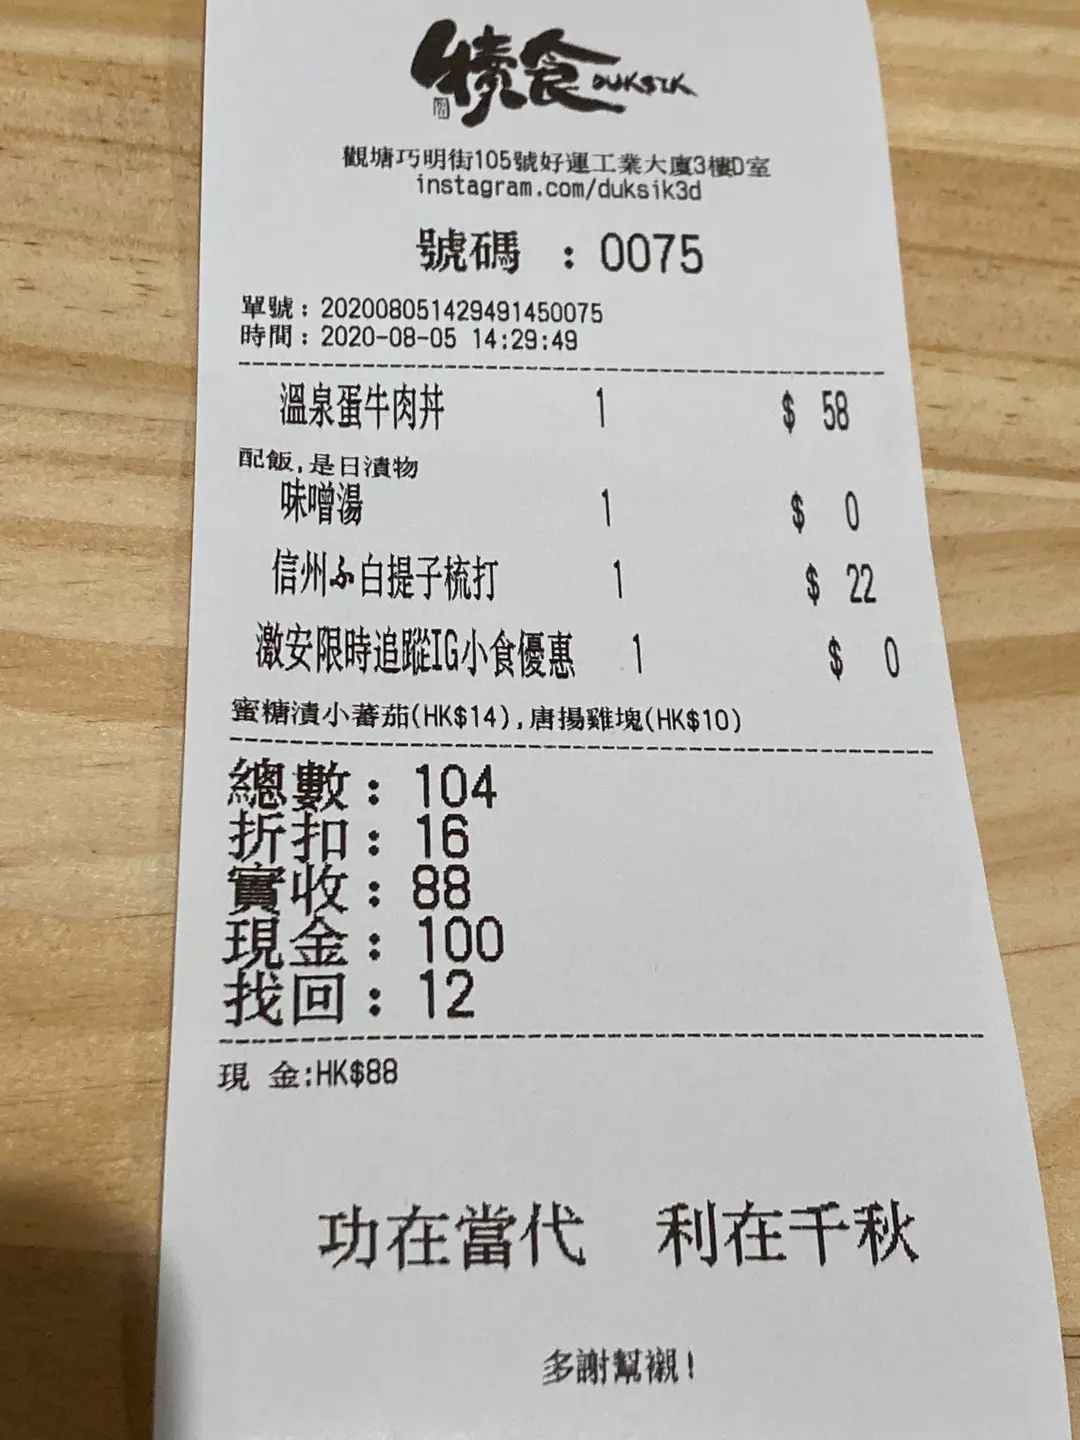 犢食 DUKSIK
觀塘巧明街105號好運工業大廈3樓D室
instagram.com/duksik3d
號碼 : 0075
單號: 2020080514294914500​75
時間: 2020-08-05 14:29:49
溫泉蛋牛肉丼 1 $ 58
配飯,是日漬物
味噌湯 1 $ 0
信州ふ白提子梳打 1 $ 22
激安限時追蹤IG小食優惠 1 $ 0
蜜糖漬小蕃茄(HK$14),唐揚雞塊(HK$10)
總數: 104
折扣: 16
實收: 88
現金: 100
找回: 12
現 金:HK$88
功在當代 利在千秋
多謝幫襯!